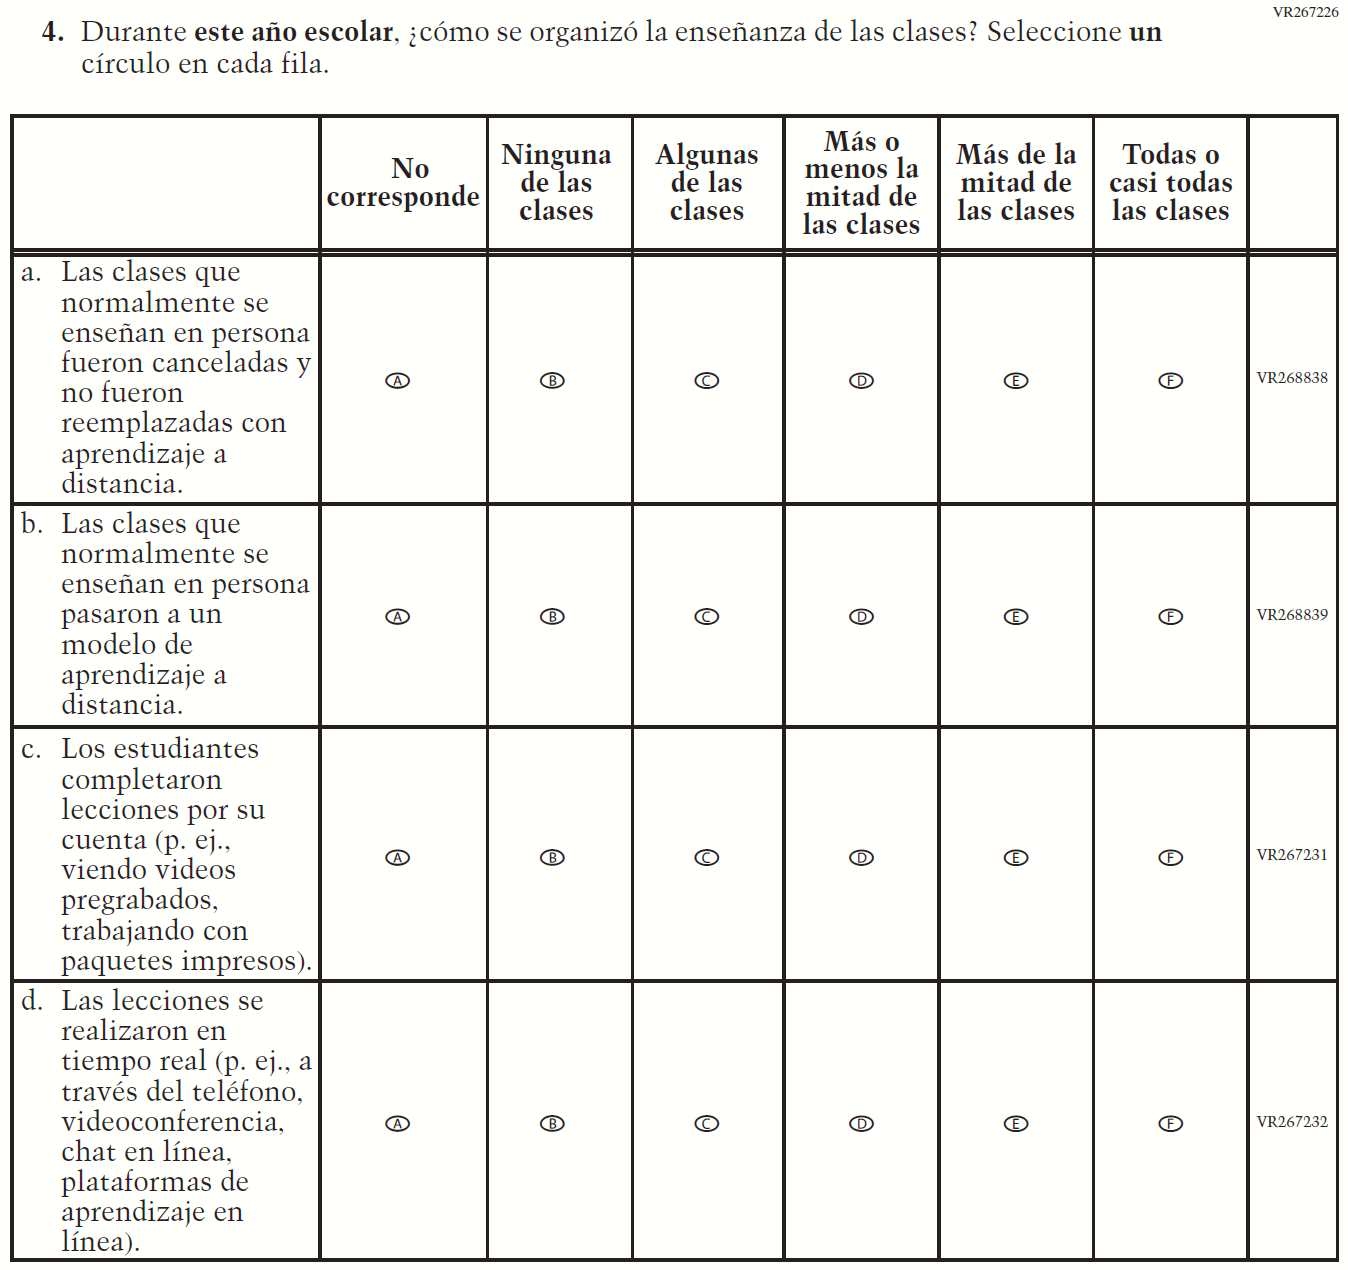 VR267226
4. Durante este año escolar, ¿cómo se organizó la enseñanza de las clases? Seleccione un
círculo en cada fila.
No
corresponde
Ninguna
de las
clases
Algunas
de las
clases
Más o
menos la
mitad de
las clases
Más de la
mitad de
las clases
Todas o
casi todas
las clases
a. Las clases que
normalmente se
enseñan en persona
fueron canceladas y
no fueron
reemplazadas con
aprendizaje a
distancia.
A B C D E F VR268838
b. Las clases que
normalmente se
enseñan en persona
pasaron a un
modelo de
aprendizaje a
distancia.
A B C D E F VR268839
c. Los estudiantes
completaron
lecciones por su
cuenta (p. ej.,
viendo videos
pregrabados,
trabajando con
paquetes impresos).
A B C D E F VR267231
d. Las lecciones se
realizaron en
tiempo real (p. ej., a
través del teléfono,
videoconferencia,
chat en línea,
plataformas de
aprendizaje en
línea).
A B C D E F VR267232